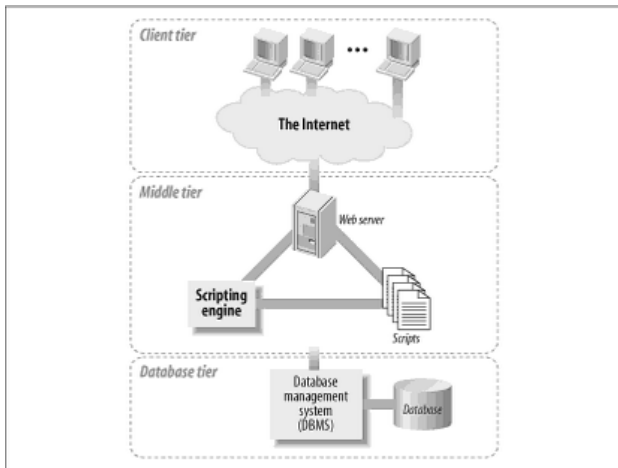 Client tier
•••
The Internet
Middle tier
Web server
Scripting
engine
Scripts
Database tier
Database
management
system
(DBMS)
Database